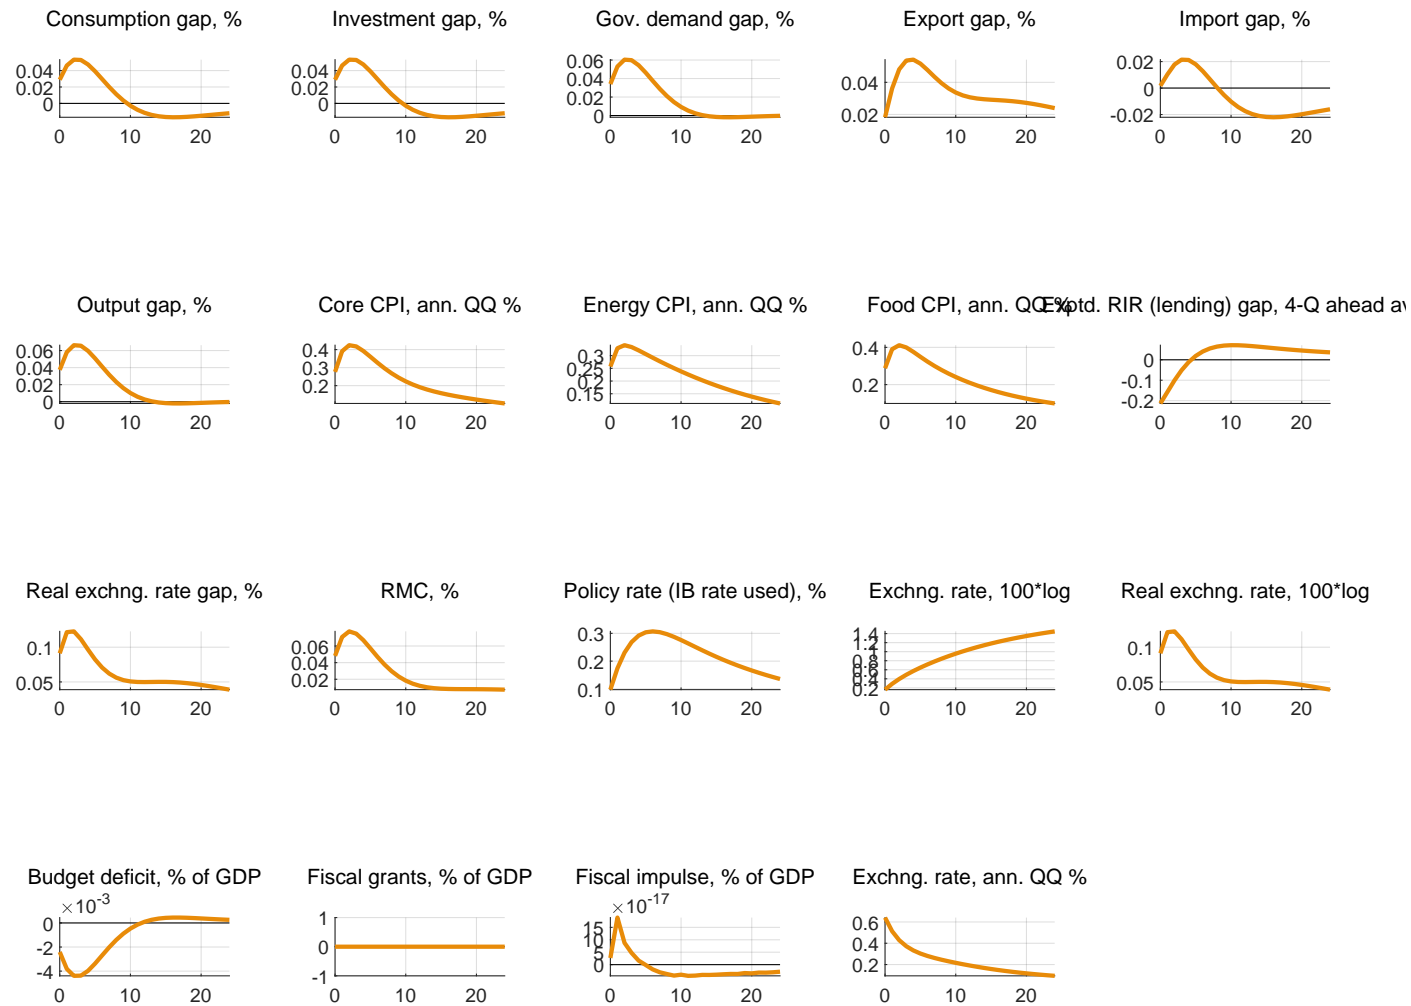 Consumption gap, %
Investment gap, %
Gov. demand gap, %
Export gap, %
Import gap, %
0.04
0.02
0
0 10 20
0.04
0.02
0
0 10 20
0.06
0.04
0.02
0
0 10 20
0.04
0.02
0 10 20
0.02
0
-0.02
0 10 20
Output gap, %
Core CPI, ann. QQ %
Energy CPI, ann. QQ %
Food CPI, ann. QQ %
Exptd. RIR (lending) gap, 4-Q ahead av
0.06
0.04
0.02
0
0 10 20
0.4
0.3
0.2
0 10 20
0.3
0.25
0.2
0.15
0 10 20
0.4
0.2
0 10 20
0
-0.1
-0.2
0 10 20
Real exchng. rate gap, %
RMC, %
Policy rate (IB rate used), %
Exchng. rate, 100*log
Real exchng. rate, 100*log
0.1
0.05
0 10 20
0.06
0.04
0.02
0 10 20
0.3
0.2
0.1
0 10 20
1.4
1.2
1
0.8
0.6
0.4
0.2
0 10 20
0.1
0.05
0 10 20
Budget deficit, % of GDP
Fiscal grants, % of GDP
Fiscal impulse, % of GDP
Exchng. rate, ann. QQ %
×10⁻³
0
-2
-4
0 10 20
1
0
-1
0 10 20
×10⁻¹⁷
15
10
5
0
0 10 20
0.6
0.4
0.2
0 10 20